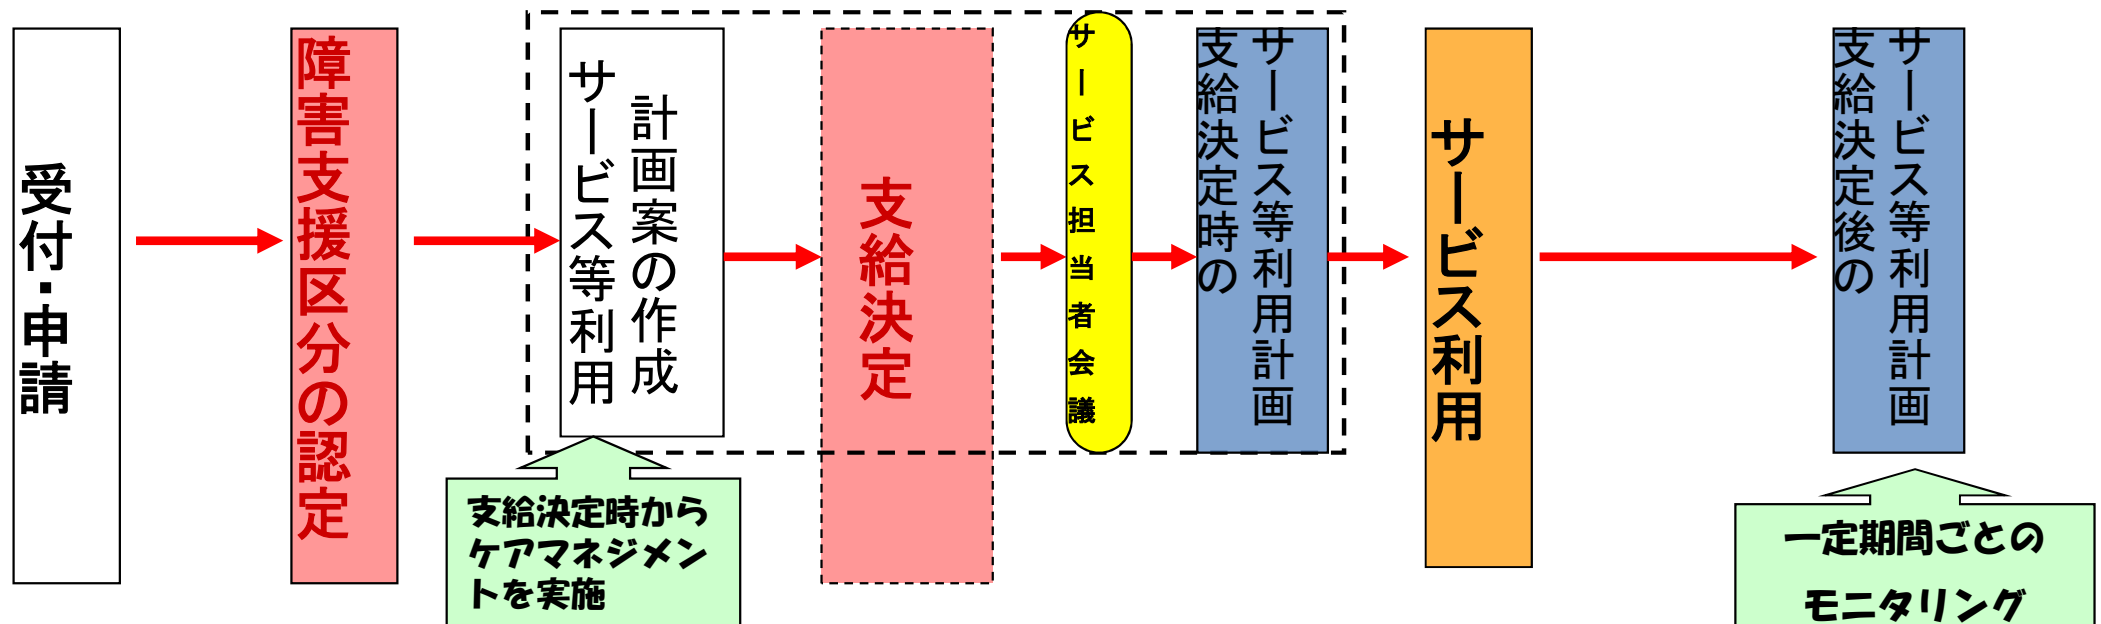 受付・申請
障害支援区分の認定
サービス等利用
計画案の作成
支給決定時から
ケアマネジメン
トを実施
支給決定
サービス担当者会議
支給決定時の
サービス等利用計画
サービス利用
支給決定後の
サービス等利用計画
一定期間ごとの
モニタリング